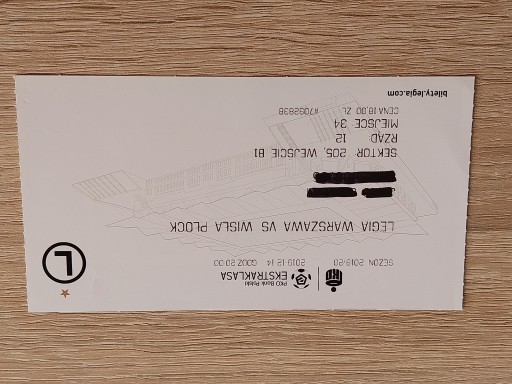 PKO Bank Polski
EKSTRAKLASA
SEZON 2019-20 2019.12.14 GODZ 20:00
LEGIA WARSZAWA VS WISŁA PŁOCK
SEKTOR: 205, WEJŚCIE B1
RZĄD: 12
MIEJSCE 34
CENA 18,00 ZŁ #7092883B
bilety.legia.com
L